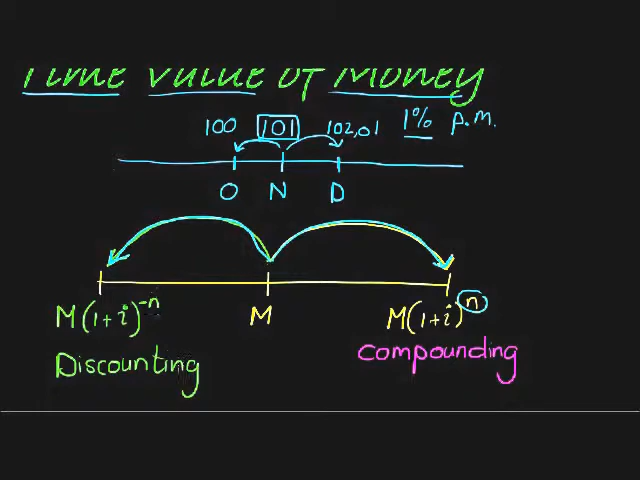 Time Value of Money
100 101 102,01 1% p.m.
O N D
M(1+i)^-n M M(1+i)^n
Discounting compounding